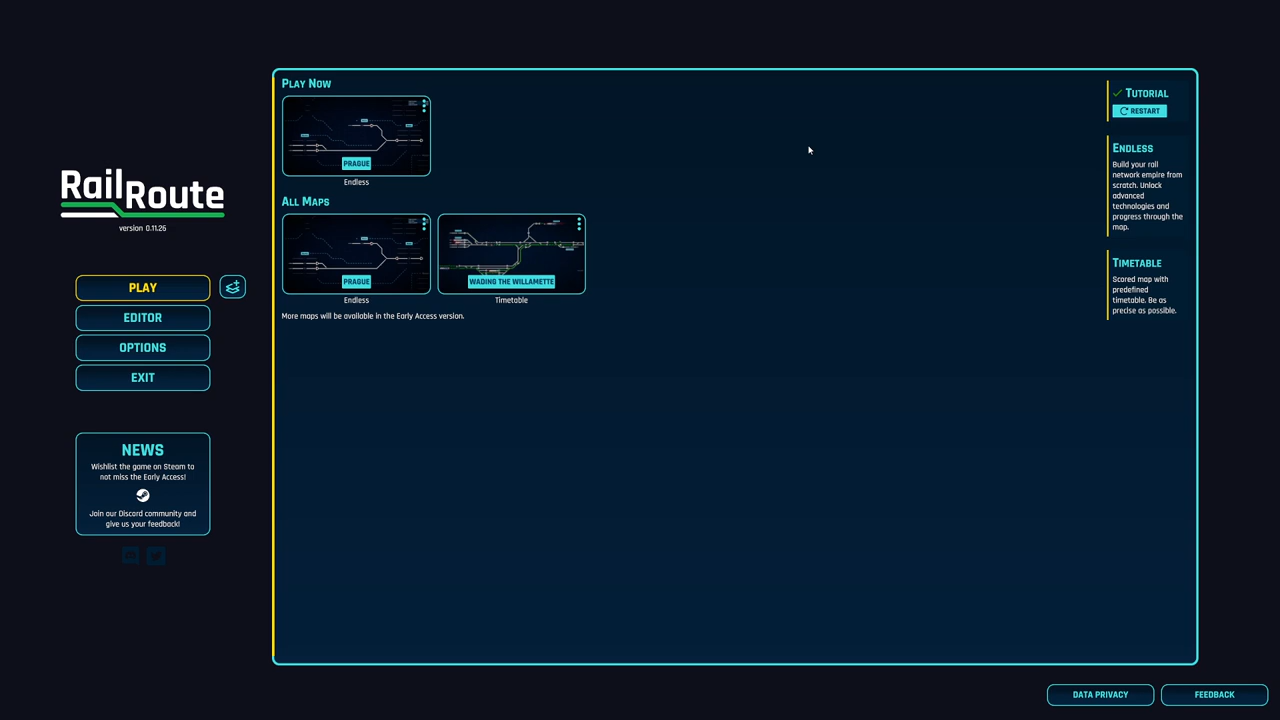 RailRoute
version 0.11.26
PLAY
EDITOR
OPTIONS
EXIT
NEWS
Wishlist the game on Steam to
not miss the Early Access!
Join our Discord community and
give us your feedback!
PLAY NOW
PRAGUE
Endless
ALL MAPS
PRAGUE
Endless
WADING THE WILLAMETTE
Timetable
More maps will be available in the Early Access version.
TUTORIAL
RESTART
ENDLESS
Build your rail
network empire from
scratch. Unlock
advanced
technologies and
progress through the
map.
TIMETABLE
Scored map with
predefined
timetable. Be as
precise as possible.
DATA PRIVACY
FEEDBACK